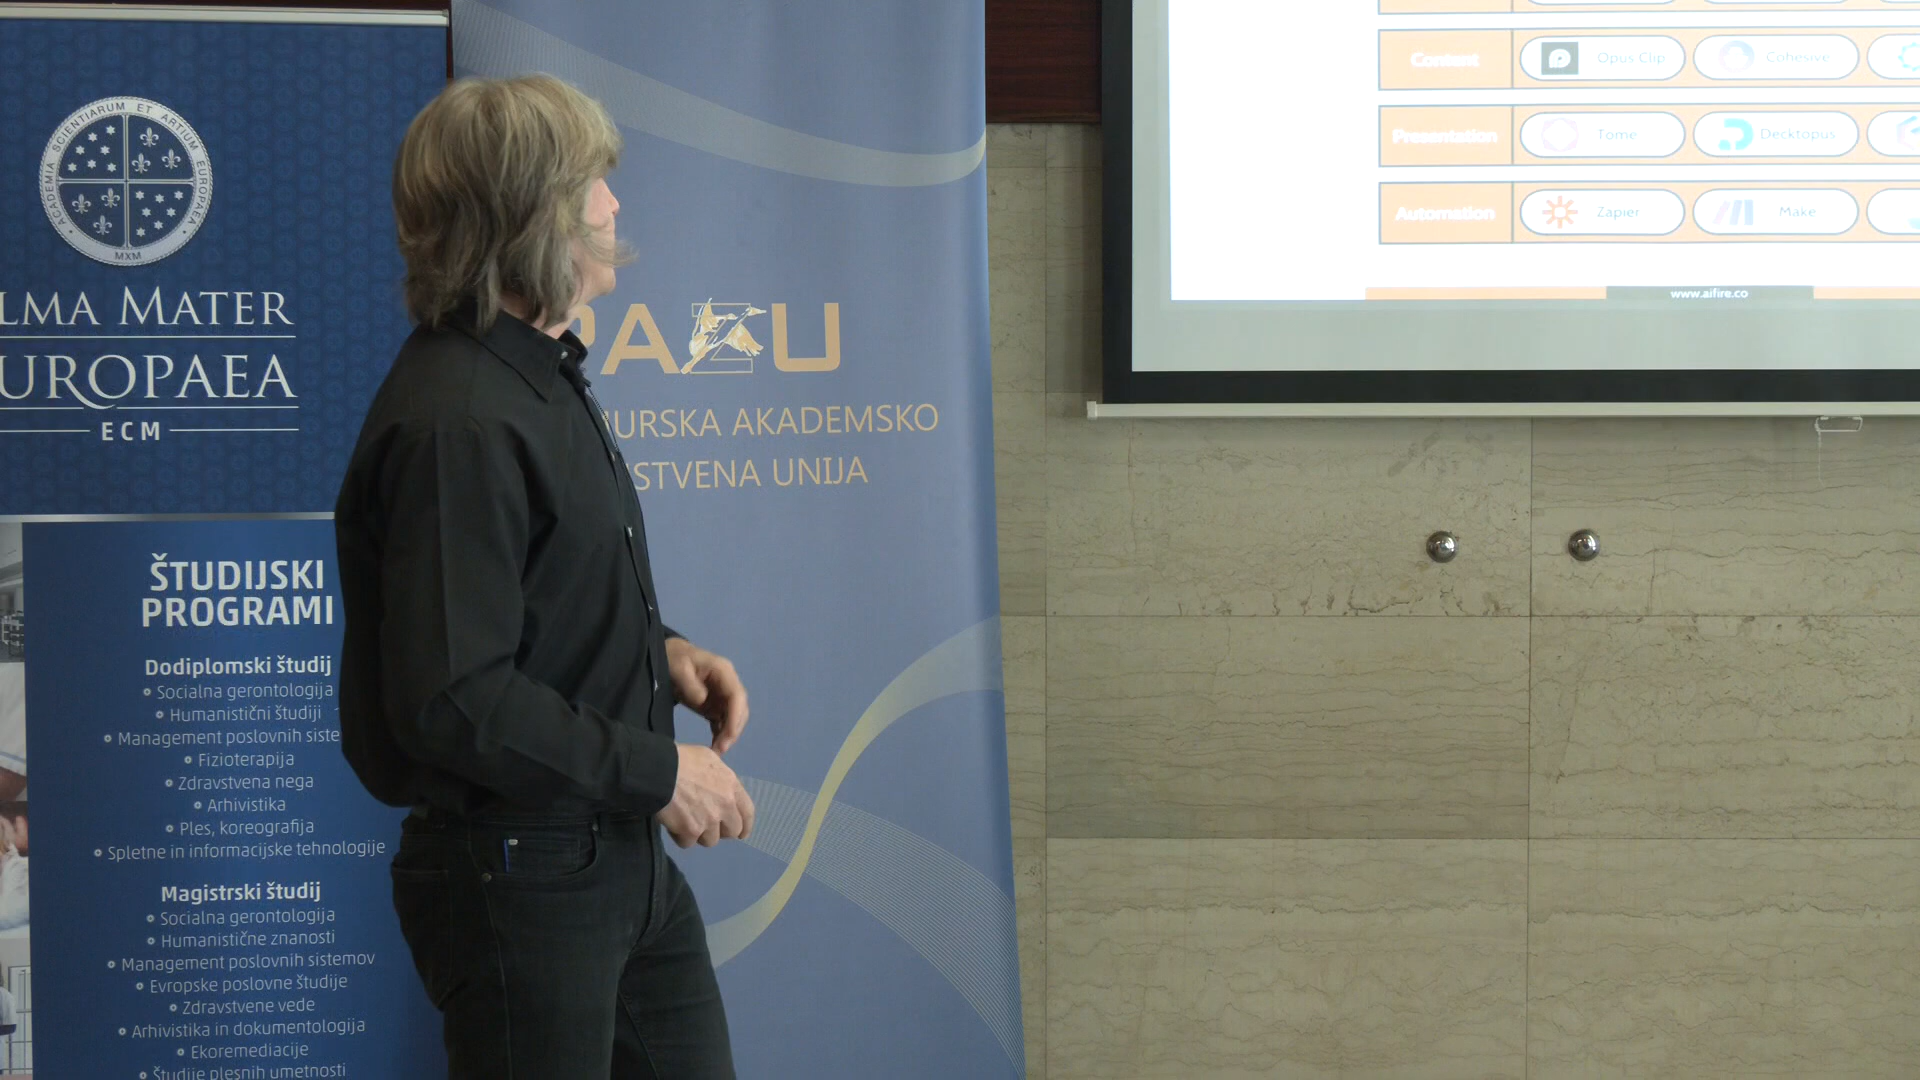 ACADEMIA SCIENTIARUM ET ARTIUM EUROPAEA
MXM
LMA MATER
UROPAEA
ECM
ŠTUDIJSKI
PROGRAMI
Dodiplomski študij
Socialna gerontologija
Humanistični študiji
Management poslovnih siste
Fizioterapija
Zdravstvena nega
Arhivistika
Ples, koreografija
Spletne in informacijske tehnologije
Magistrski študij
Socialna gerontologija
Humanistične znanosti
Management poslovnih sistemov
Evropske poslovne študije
Zdravstvene vede
Arhivistika in dokumentologija
Ekoremediacije
Študije plesnih umetnosti
PAZU
URSKA AKADEMSKO
STVENA UNIJA
Content Opus Clip Cohesive
Presentation Tome Decktopus
Automation Zapier Make
www.aifire.co